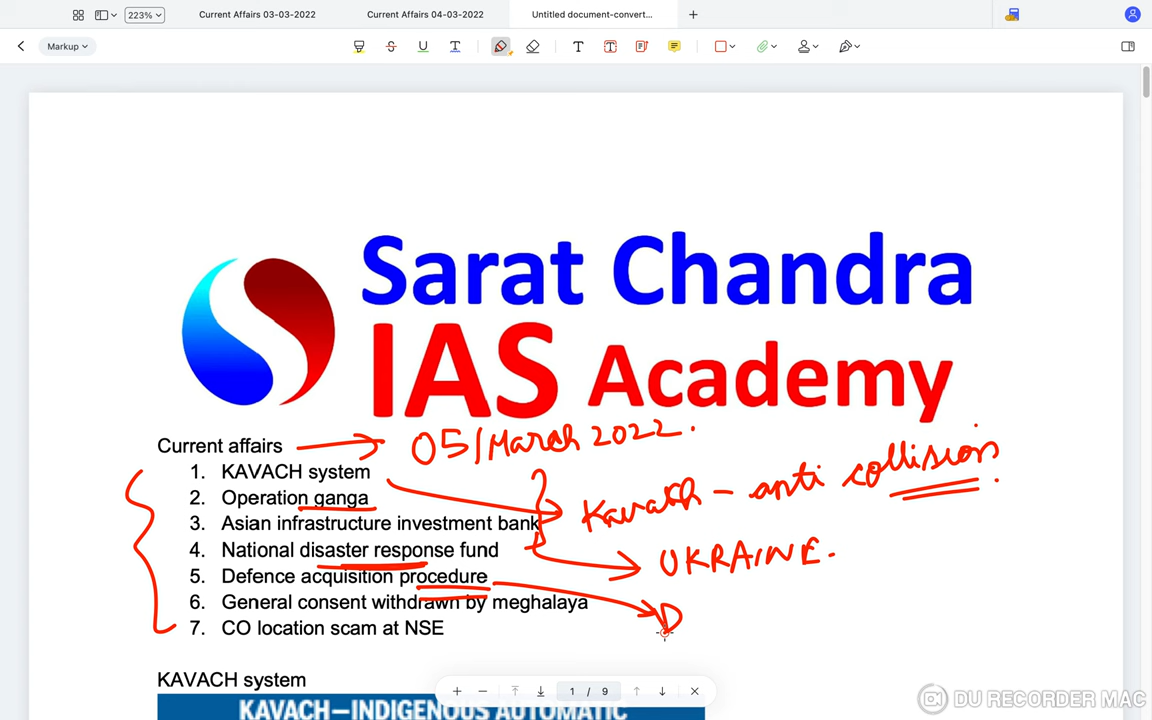 223%
Current Affairs 03-03-2022
Current Affairs 04-03-2022
Untitled document-convert...
Markup
Sarat Chandra
IAS Academy
Current affairs
05/March 2022.
1. KAVACH system
2. Operation ganga
3. Asian infrastructure investment bank
4. National disaster response fund
5. Defence acquisition procedure
6. General consent withdrawn by meghalaya
7. CO location scam at NSE
Kavach - anti collision.
UKRAINE.
D
KAVACH system
1 / 9
KAVACH—INDIGENOUS AUTOMATIC
DU RECORDER MAC